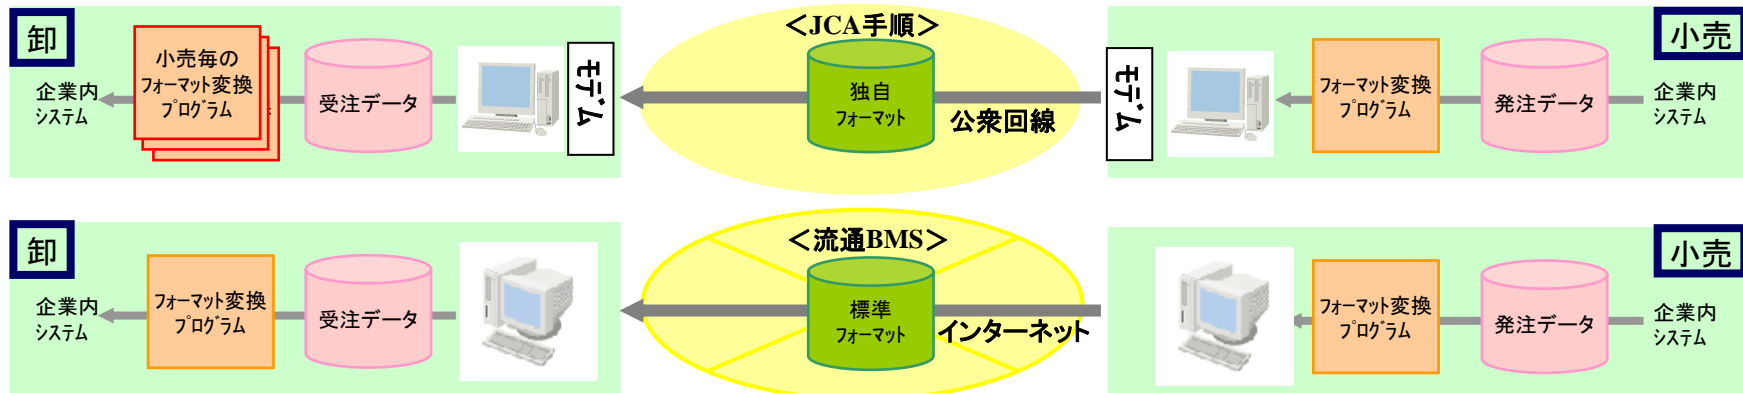 卸
小売毎の
フォーマット変換
プログラム
企業内
システム
受注データ
モデム
＜JCA手順＞
独自
フォーマット
公衆回線
モデム
フォーマット変換
プログラム
発注データ
小売
企業内
システム
卸
企業内
システム
フォーマット変換
プログラム
受注データ
＜流通BMS＞
標準
フォーマット
インターネット
フォーマット変換
プログラム
発注データ
小売
企業内
システム